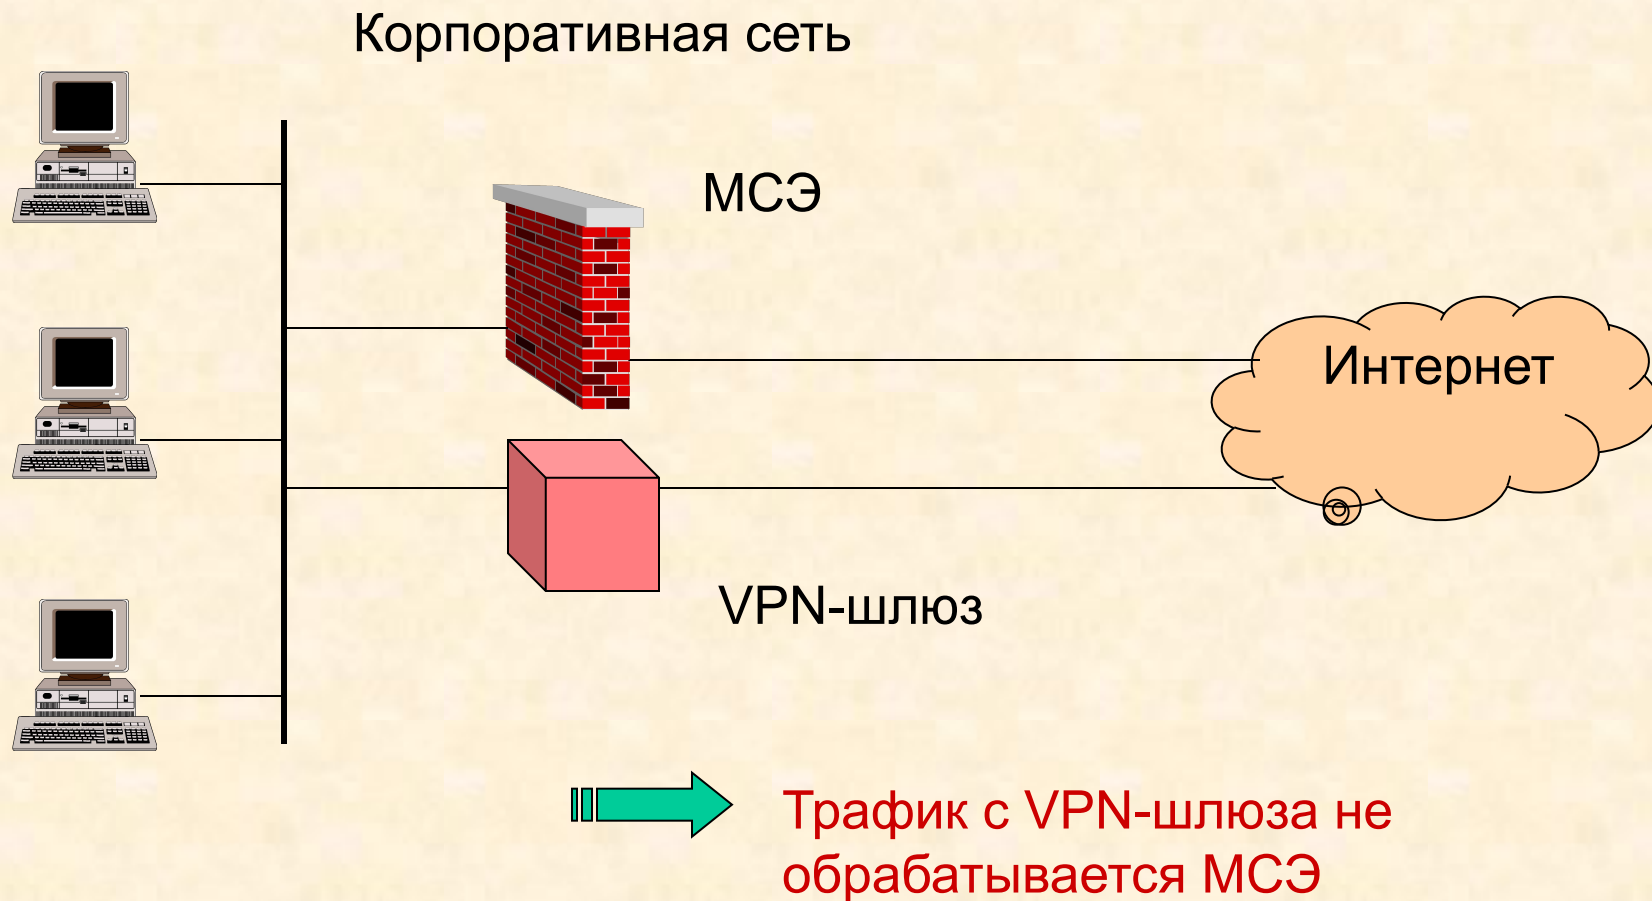 Корпоративная сеть
МСЭ
Интернет
VPN-шлюз
Трафик с VPN-шлюза не
обрабатывается МСЭ